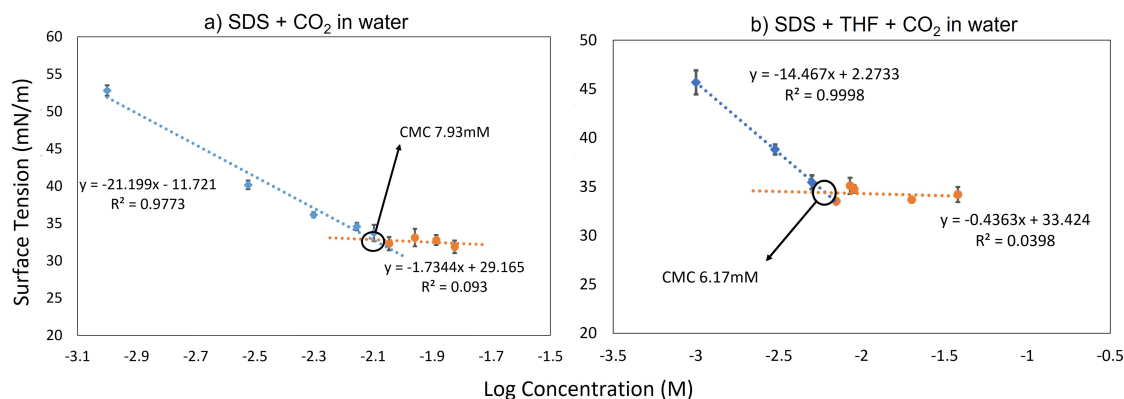 a) SDS + CO₂ in water
b) SDS + THF + CO₂ in water
Surface Tension (mN/m)
60
55
50
45
40
35
30
25
20
CMC 7.93mM
y = -21.199x - 11.721
R² = 0.9773
y = -1.7344x + 29.165
R² = 0.093
-3.1
-2.9
-2.7
-2.5
-2.3
-2.1
-1.9
-1.7
-1.5
50
45
40
35
30
25
20
y = -14.467x + 2.2733
R² = 0.9998
y = -0.4363x + 33.424
R² = 0.0398
CMC 6.17mM
-3.5
-3
-2.5
-2
-1.5
-1
-0.5
Log Concentration (M)